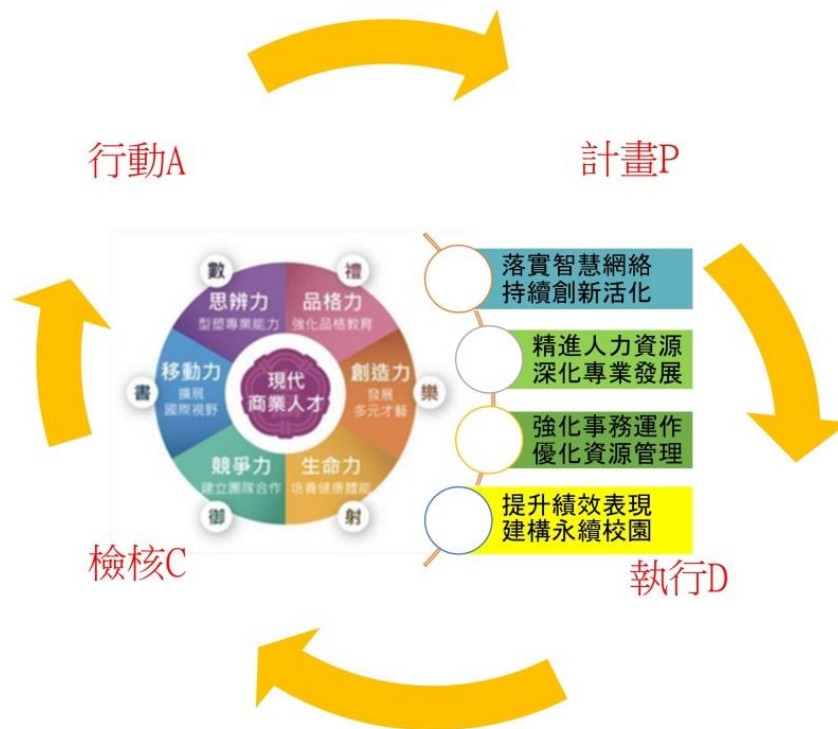 行動A
計畫P
數
禮
思辨力
型塑專業能力
品格力
強化品格教育
移動力
擴展
國際視野
書
現代
商業人才
創造力
發展
多元才藝
樂
競爭力
建立團隊合作
生命力
培養健康體能
御
射
落實智慧網絡
持續創新活化
精進人力資源
深化專業發展
強化事務運作
優化資源管理
提升績效表現
建構永續校園
檢核C
執行D